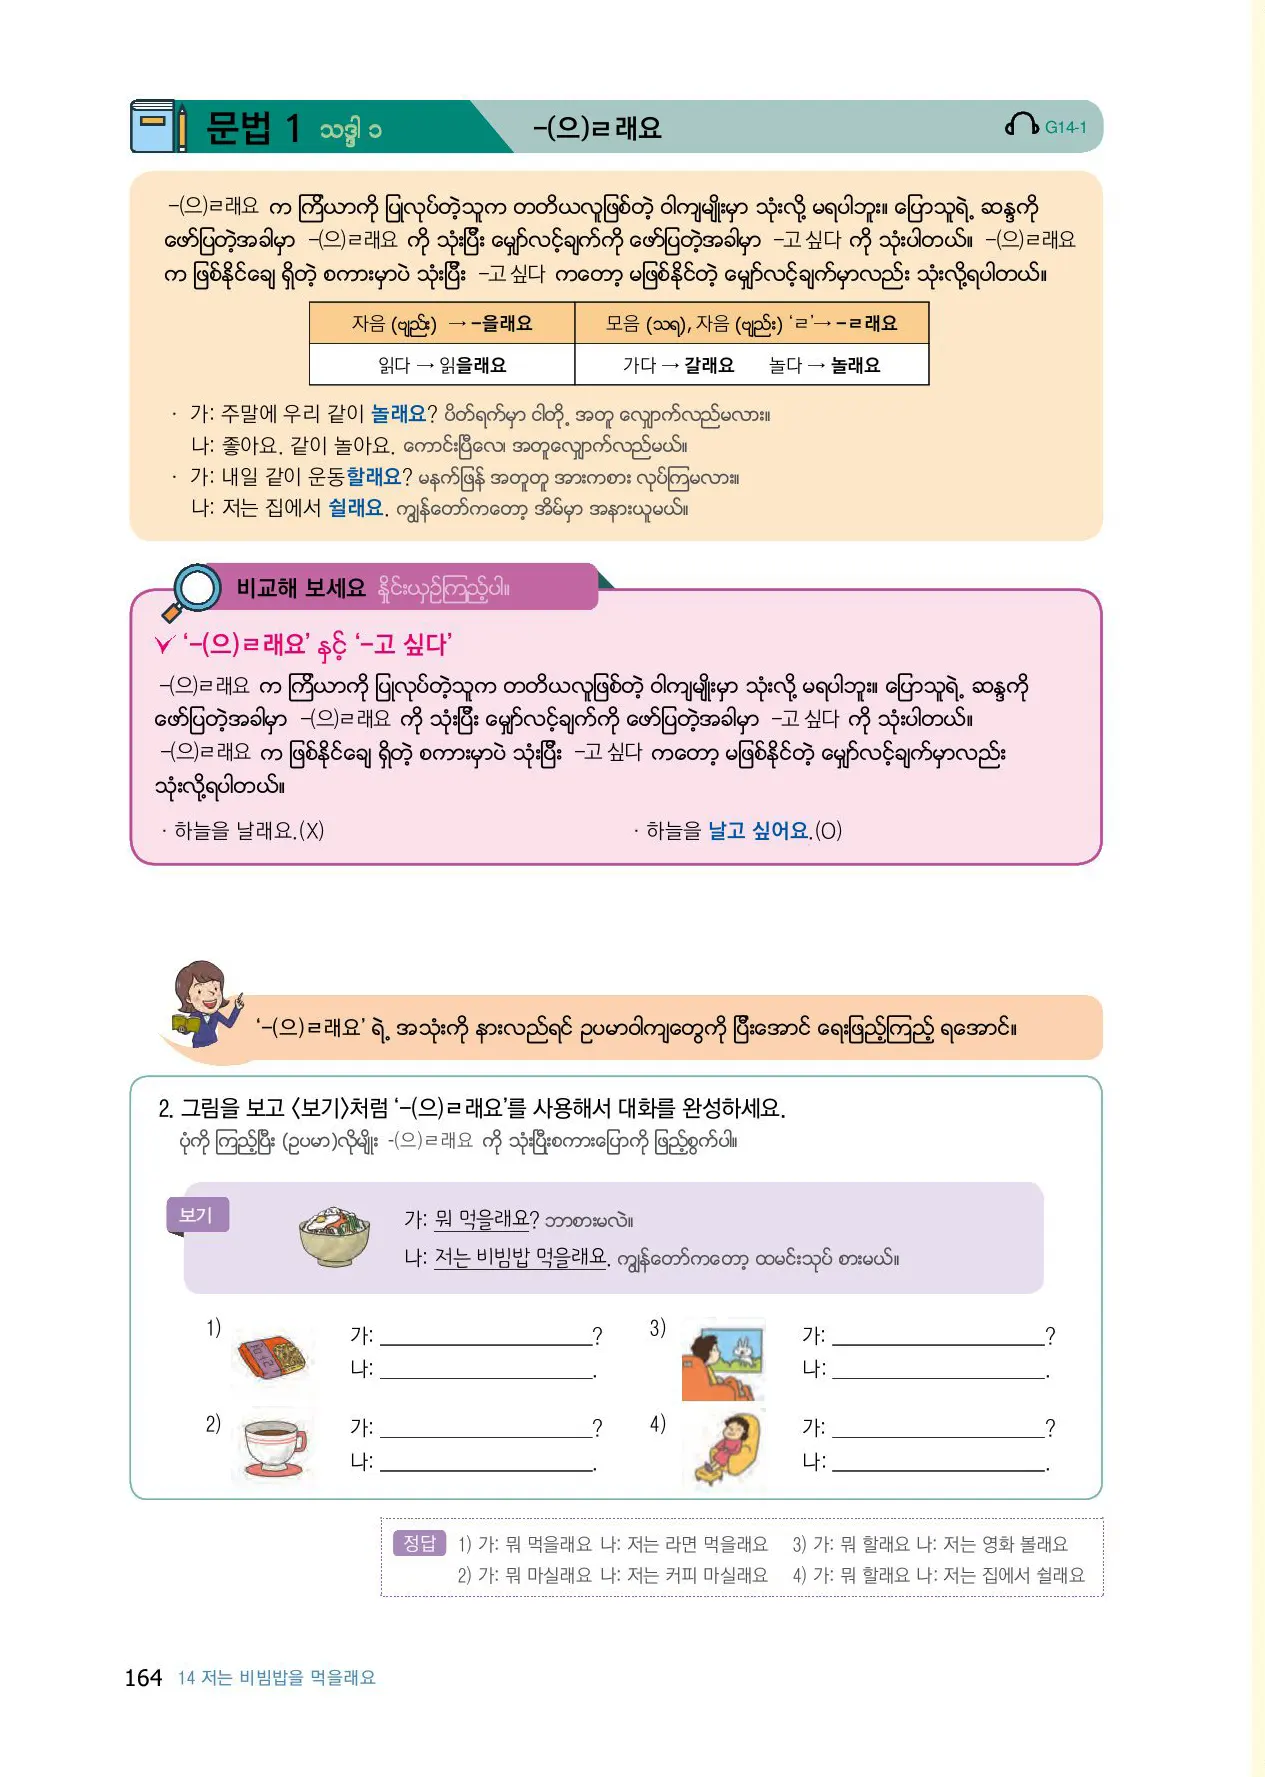 문법 1 သဒ္ဒါ ၁ -(으)ㄹ래요 G14-1
-(으)ㄹ래요 က ကြိယာကို ပြုလုပ်တဲ့သူက တတိယလူဖြစ်တဲ့ ဝါကျမျိုးမှာ သုံးလို့ မရပါဘူး။ ပြောသူရဲ့ ဆန္ဒကို
ဖော်ပြတဲ့အခါမှာ -(으)ㄹ래요 ကို သုံးပြီး မျှော်လင့်ချက်ကို ဖော်ပြတဲ့အခါမှာ -고 싶다 ကို သုံးပါတယ်။ -(으)ㄹ래요
က ဖြစ်နိုင်ချေ ရှိတဲ့ စကားမှာပဲ သုံးပြီး -고 싶다 ကတော့ မဖြစ်နိုင်တဲ့ မျှော်လင့်ချက်မှာလည်း သုံးလို့ရပါတယ်။
자음 (ဗျည်း) → -을래요 모음 (သရ), 자음 (ဗျည်း) ‘ㄹ’→ -ㄹ래요
읽다 → 읽을래요 가다 → 갈래요 놀다 → 놀래요
· 가: 주말에 우리 같이 놀래요? ပိတ်ရက်မှာ ငါတို့ အတူ လျှောက်လည်မလား။
나: 좋아요. 같이 놀아요. ကောင်းပြီလေ၊ အတူလျှောက်လည်မယ်။
· 가: 내일 같이 운동할래요? မနက်ဖြန် အတူတူ အားကစား လုပ်ကြမလား။
나: 저는 집에서 쉴래요. ကျွန်တော်ကတော့ အိမ်မှာ အနားယူမယ်။
비교해 보세요 နှိုင်းယှဉ်ကြည့်ပါ။
‘-(으)ㄹ래요’ နှင့် ‘-고 싶다’
-(으)ㄹ래요 က ကြိယာကို ပြုလုပ်တဲ့သူက တတိယလူဖြစ်တဲ့ ဝါကျမျိုးမှာ သုံးလို့ မရပါဘူး။ ပြောသူရဲ့ ဆန္ဒကို
ဖော်ပြတဲ့အခါမှာ -(으)ㄹ래요 ကို သုံးပြီး မျှော်လင့်ချက်ကို ဖော်ပြတဲ့အခါမှာ -고 싶다 ကို သုံးပါတယ်။
-(으)ㄹ래요 က ဖြစ်နိုင်ချေ ရှိတဲ့ စကားမှာပဲ သုံးပြီး -고 싶다 ကတော့ မဖြစ်နိုင်တဲ့ မျှော်လင့်ချက်မှာလည်း
သုံးလို့ရပါတယ်။
· 하늘을 날래요.(X) · 하늘을 날고 싶어요.(O)
‘-(으)ㄹ래요’ ရဲ့ အသုံးကို နားလည်ရင် ဥပမာဝါကျတွေကို ပြီးအောင် ရေးဖြည့်ကြည့် ရအောင်။
2. 그림을 보고 〈보기〉처럼 ‘-(으)ㄹ래요’를 사용해서 대화를 완성하세요.
ပုံကို ကြည့်ပြီး (ဥပမာ)လိုမျိုး -(으)ㄹ래요 ကို သုံးပြီးစကားပြောကို ဖြည့်စွက်ပါ။
보기
가: 뭐 먹을래요? ဘာစားမလဲ။
나: 저는 비빔밥 먹을래요. ကျွန်တော်ကတော့ ထမင်းသုပ် စားမယ်။
1) 가: ____________________?
나: ____________________.
2) 가: ____________________?
나: ____________________.
3) 가: ____________________?
나: ____________________.
4) 가: ____________________?
나: ____________________.
정답 1) 가: 뭐 먹을래요 나: 저는 라면 먹을래요 3) 가: 뭐 할래요 나: 저는 영화 볼래요
2) 가: 뭐 마실래요 나: 저는 커피 마실래요 4) 가: 뭐 할래요 나: 저는 집에서 쉴래요
164 14 저는 비빔밥을 먹을래요